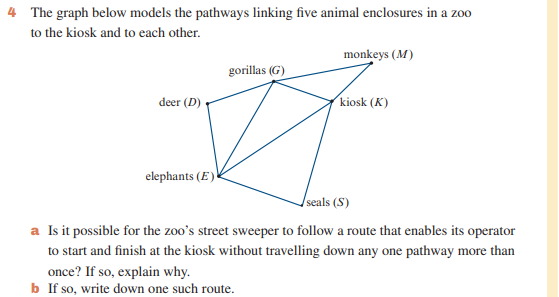 4 The graph below models the pathways linking five animal enclosures in a zoo
to the kiosk and to each other.
monkeys (M)
gorillas (G)
deer (D)
kiosk (K)
elephants (E)
seals (S)
a Is it possible for the zoo's street sweeper to follow a route that enables its operator
to start and finish at the kiosk without travelling down any one pathway more than
once? If so, explain why.
b If so, write down one such route.